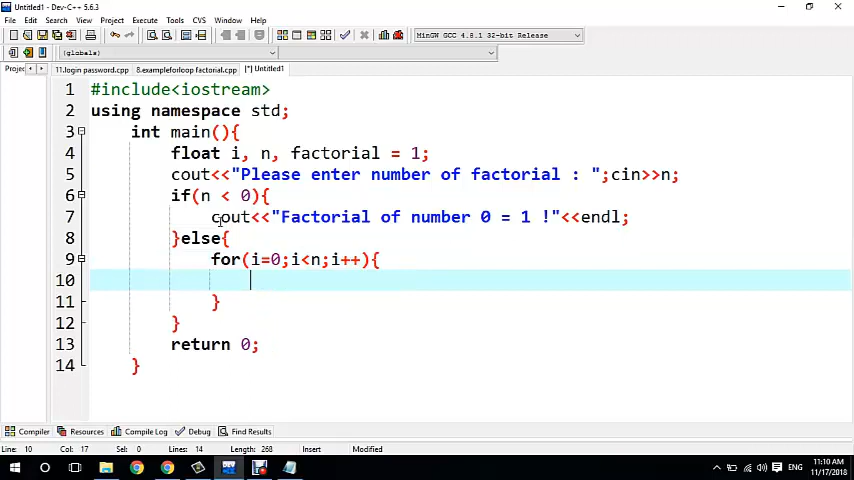 Untitled1 - Dev-C++ 5.6.3
File Edit Search View Project Execute Tools CVS Window Help
MinGW GCC 4.8.1 32-bit Release
(globals)
Proje 11.login password.cpp 8.exampleforloop factorial.cpp [*] Untitled1
1 #include<iostream>
2 using namespace std;
3 int main(){
4 float i, n, factorial = 1;
5 cout<<"Please enter number of factorial : ";cin>>n;
6 if(n < 0){
7 cout<<"Factorial of number 0 = 1 !"<<endl;
8 }else{
9 for(i=0;i<n;i++){
10
11 }
12 }
13 return 0;
14 }
Compiler Resources Compile Log Debug Find Results
Line: 10 Col: 17 Sel: 0 Lines: 14 Length: 268 Insert Modified
DEV ENG 11:10 AM
11/17/2018